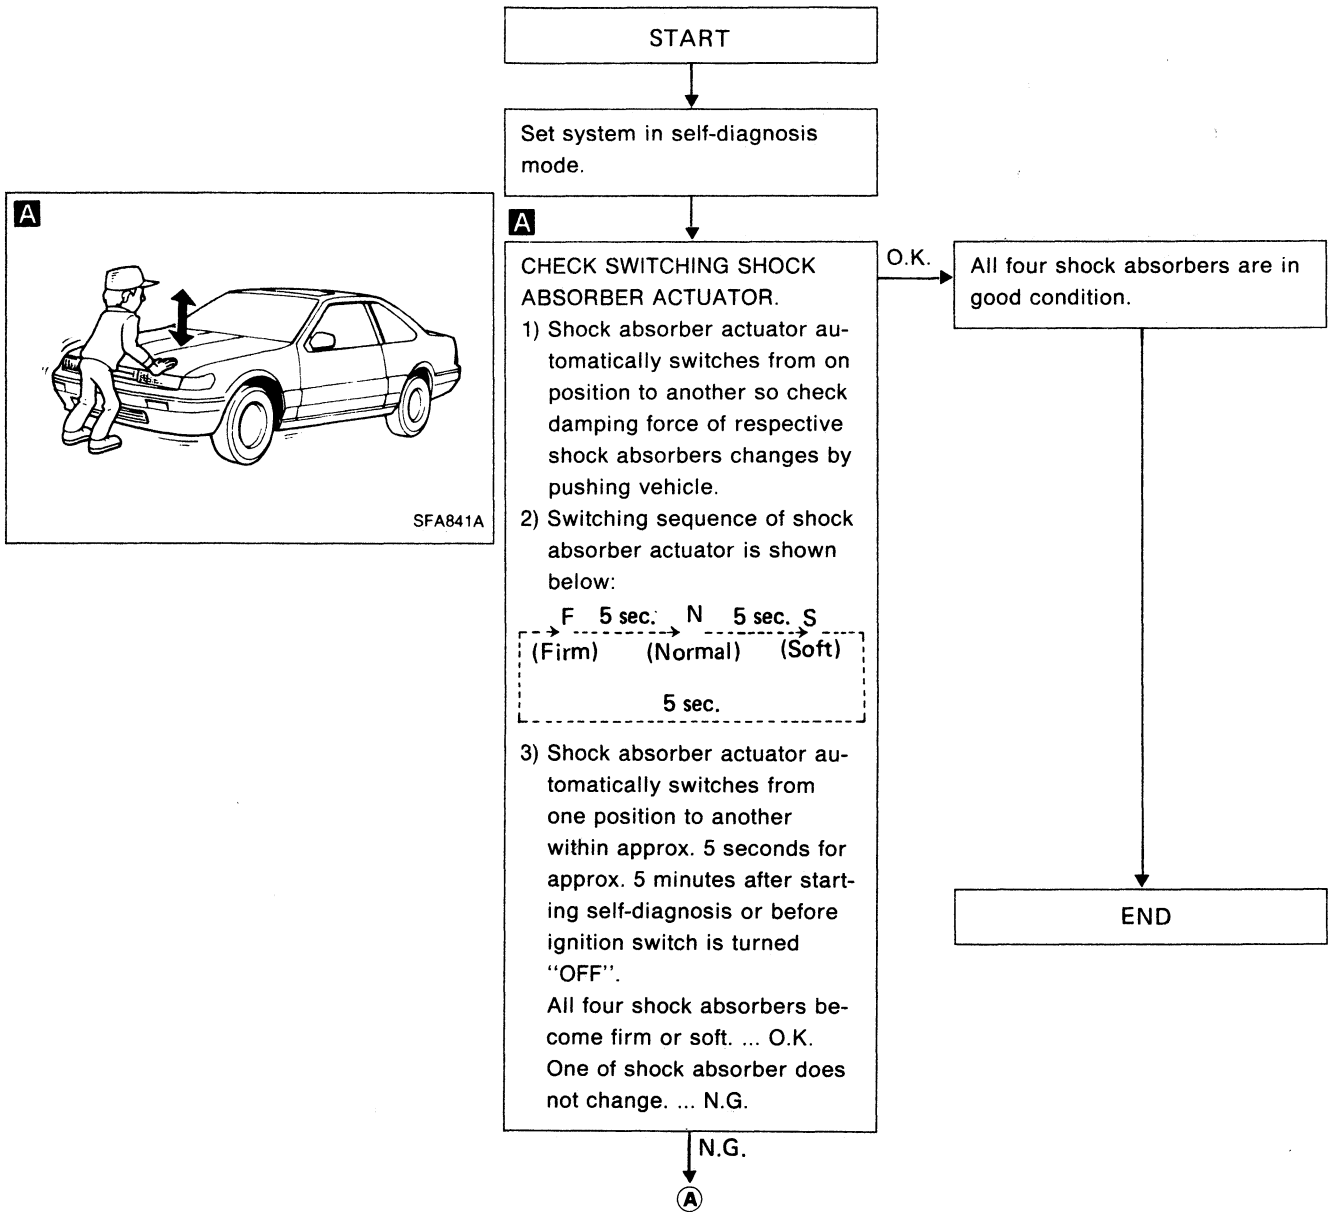 START
Set system in self-diagnosis
mode.
A
SFA841A
A
CHECK SWITCHING SHOCK
ABSORBER ACTUATOR.
1) Shock absorber actuator au-
tomatically switches from on
position to another so check
damping force of respective
shock absorbers changes by
pushing vehicle.
2) Switching sequence of shock
absorber actuator is shown
below:
F 5 sec. N 5 sec. S
(Firm) (Normal) (Soft)
5 sec.
3) Shock absorber actuator au-
tomatically switches from
one position to another
within approx. 5 seconds for
approx. 5 minutes after start-
ing self-diagnosis or before
ignition switch is turned
“OFF”.
All four shock absorbers be-
come firm or soft. ... O.K.
One of shock absorber does
not change. ... N.G.
O.K.
All four shock absorbers are in
good condition.
END
N.G.
A